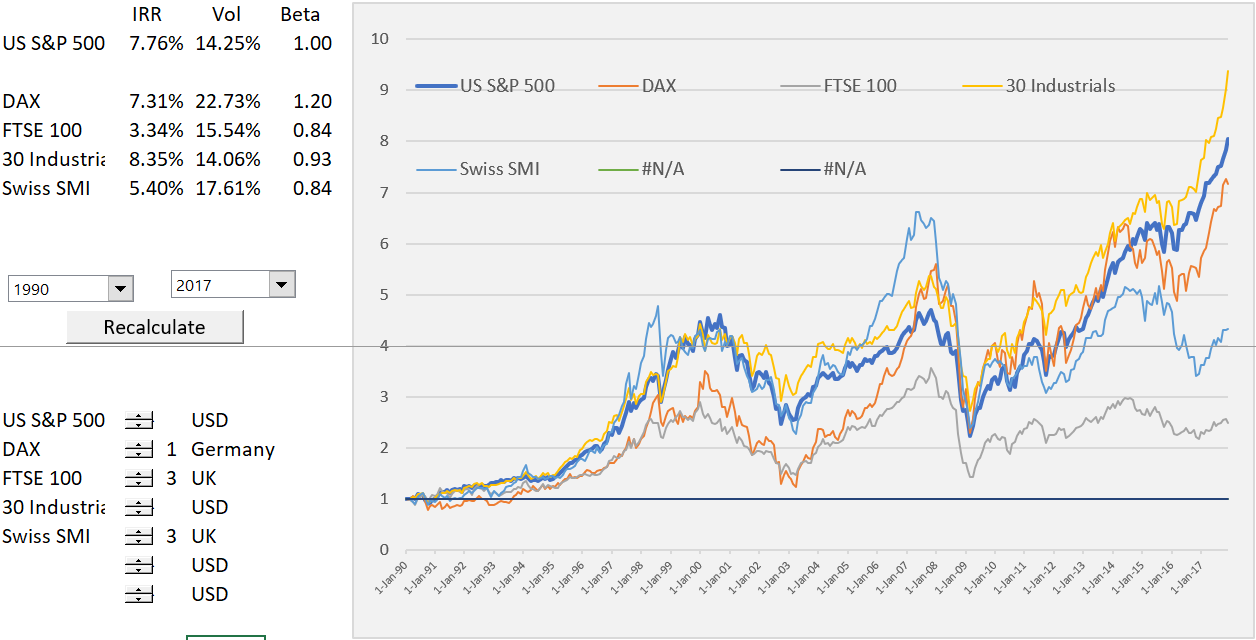 IRR Vol Beta
US S&P 500 7.76% 14.25% 1.00
DAX 7.31% 22.73% 1.20
FTSE 100 3.34% 15.54% 0.84
30 Industria 8.35% 14.06% 0.93
Swiss SMI 5.40% 17.61% 0.84
1990 2017
Recalculate
US S&P 500 USD
DAX 1 Germany
FTSE 100 3 UK
30 Industria USD
Swiss SMI 3 UK
USD
USD
US S&P 500 DAX FTSE 100 30 Industrials
Swiss SMI #N/A #N/A
10
9
8
7
6
5
4
3
2
1
0
1-Jan-90 1-Jan-91 1-Jan-92 1-Jan-93 1-Jan-94 1-Jan-95 1-Jan-96 1-Jan-97 1-Jan-98 1-Jan-99 1-Jan-00 1-Jan-01 1-Jan-02 1-Jan-03 1-Jan-04 1-Jan-05 1-Jan-06 1-Jan-07 1-Jan-08 1-Jan-09 1-Jan-10 1-Jan-11 1-Jan-12 1-Jan-13 1-Jan-14 1-Jan-15 1-Jan-16 1-Jan-17